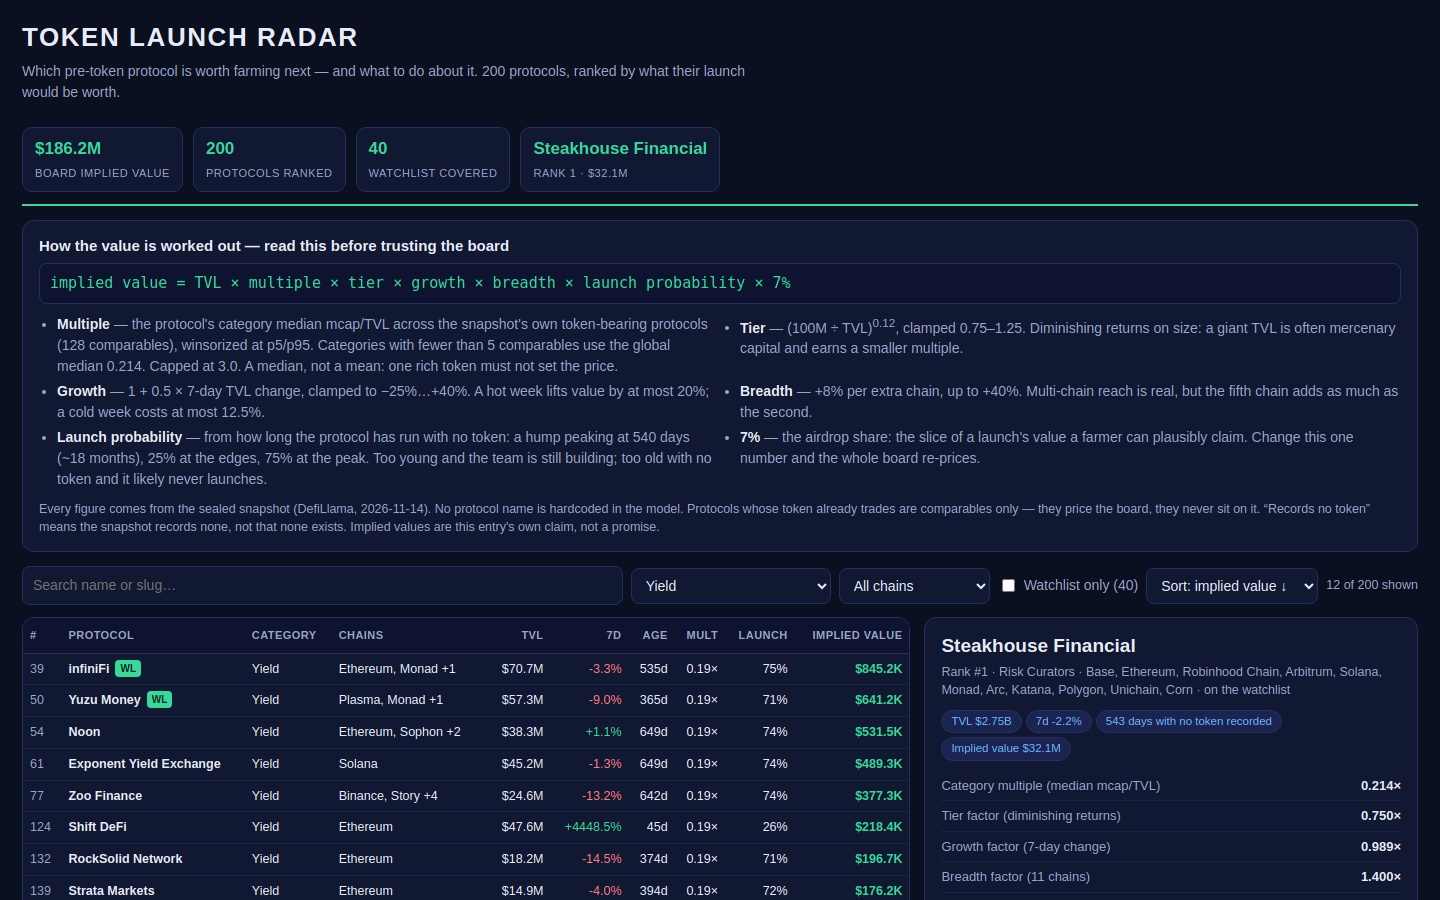 TOKEN LAUNCH RADAR
Which pre-token protocol is worth farming next — and what to do about it. 200 protocols, ranked by what their launch
would be worth.
$186.2M
BOARD IMPLIED VALUE
200
PROTOCOLS RANKED
40
WATCHLIST COVERED
Steakhouse Financial
RANK 1 · $32.1M
How the value is worked out — read this before trusting the board
implied value = TVL × multiple × tier × growth × breadth × launch probability × 7%
• Multiple — the protocol's category median mcap/TVL across the snapshot's own token-bearing protocols
(128 comparables), winsorized at p5/p95. Categories with fewer than 5 comparables use the global
median 0.214. Capped at 3.0. A median, not a mean: one rich token must not set the price.
• Tier — (100M ÷ TVL)^0.12, clamped 0.75–1.25. Diminishing returns on size: a giant TVL is often mercenary
capital and earns a smaller multiple.
• Growth — 1 + 0.5 × 7-day TVL change, clamped to −25%…+40%. A hot week lifts value by at most 20%;
a cold week costs at most 12.5%.
• Breadth — +8% per extra chain, up to +40%. Multi-chain reach is real, but the fifth chain adds as much as
the second.
• Launch probability — from how long the protocol has run with no token: a hump peaking at 540 days
(~18 months), 25% at the edges, 75% at the peak. Too young and the team is still building; too old with no
token and it likely never launches.
• 7% — the airdrop share: the slice of a launch's value a farmer can plausibly claim. Change this one
number and the whole board re-prices.
Every figure comes from the sealed snapshot (DefiLlama, 2026-11-14). No protocol name is hardcoded in the model. Protocols whose token already trades are comparables only — they price the board, they never sit on it. “Records no token”
means the snapshot records none, not that none exists. Implied values are this entry's own claim, not a promise.
Search name or slug… Yield All chains Watchlist only (40) Sort: implied value ↓ 12 of 200 shown
# PROTOCOL CATEGORY CHAINS TVL 7D AGE MULT LAUNCH IMPLIED VALUE
39 infiniFi WL Yield Ethereum, Monad +1 $70.7M -3.3% 535d 0.19× 75% $845.2K
50 Yuzu Money WL Yield Plasma, Monad +1 $57.3M -9.0% 365d 0.19× 71% $641.2K
54 Noon Yield Ethereum, Sophon +2 $38.3M +1.1% 649d 0.19× 74% $531.5K
61 Exponent Yield Exchange Yield Solana $45.2M -1.3% 649d 0.19× 74% $489.3K
77 Zoo Finance Yield Binance, Story +4 $24.6M -13.2% 642d 0.19× 74% $377.3K
124 Shift DeFi Yield Ethereum $47.6M +4448.5% 45d 0.19× 26% $218.4K
132 RockSolid Network Yield Ethereum $18.2M -14.5% 374d 0.19× 71% $196.7K
139 Strata Markets Yield Ethereum $14.9M -4.0% 394d 0.19× 72% $176.2K
Steakhouse Financial
Rank #1 · Risk Curators · Base, Ethereum, Robinhood Chain, Arbitrum, Solana,
Monad, Arc, Katana, Polygon, Unichain, Corn · on the watchlist
TVL $2.75B 7d -2.2% 543 days with no token recorded
Implied value $32.1M
Category multiple (median mcap/TVL) 0.214×
Tier factor (diminishing returns) 0.750×
Growth factor (7-day change) 0.989×
Breadth factor (11 chains) 1.400×